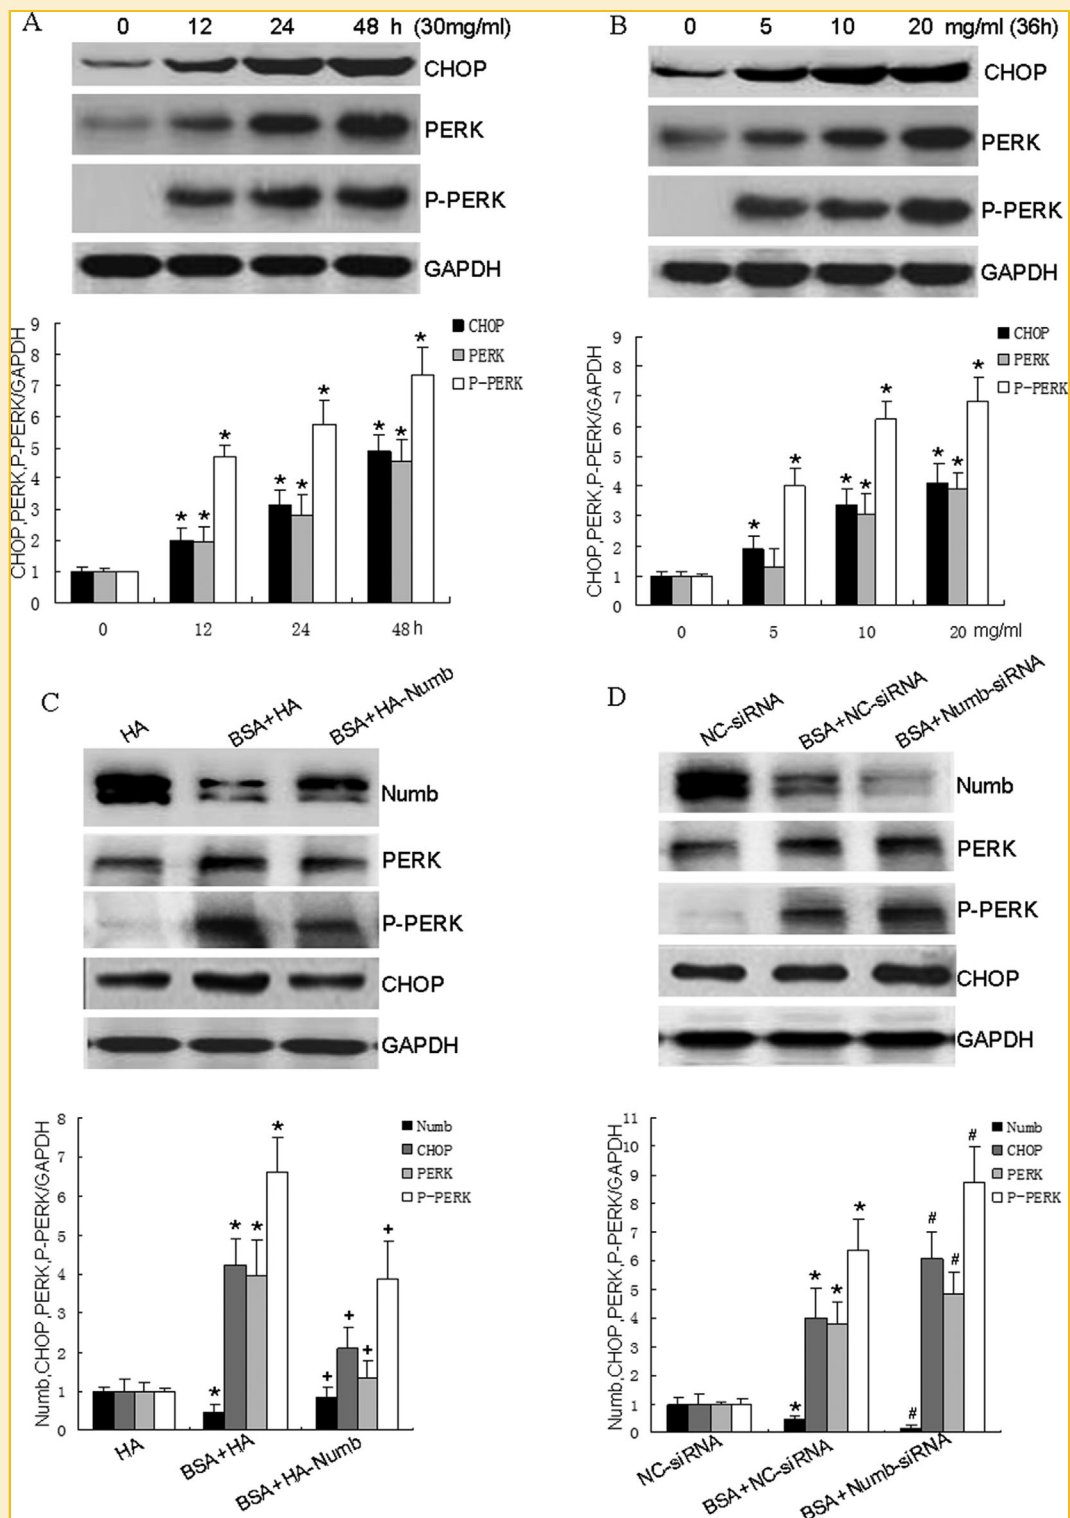 A
0 12 24 48 h (30mg/ml)
CHOP
PERK
P-PERK
GAPDH
CHOP,PERK,P-PERK/GAPDH
9
8
7
6
5
4
3
2
1
0
CHOP
PERK
P-PERK
* * *
* * *
* * *
0 12 24 48h
B
0 5 10 20 mg/ml (36h)
CHOP
PERK
P-PERK
GAPDH
CHOP,PERK,P-PERK/GAPDH
9
8
7
6
5
4
3
2
1
0
CHOP
PERK
P-PERK
* *
* * *
* * *
0 5 10 20 mg/ml
C
HA BSA+HA BSA+HA-Numb
Numb
PERK
P-PERK
CHOP
GAPDH
Numb,CHOP,PERK,P-PERK/GAPDH
8
7
6
5
4
3
2
1
0
Numb
CHOP
PERK
P-PERK
* * * *
+ + + +
HA BSA+HA BSA+HA-Numb
D
NC-siRNA BSA+NC-siRNA BSA+Numb-siRNA
Numb
PERK
P-PERK
CHOP
GAPDH
Numb,CHOP,PERK,P-PERK/GAPDH
11
10
9
8
7
6
5
4
3
2
1
0
Numb
CHOP
PERK
P-PERK
* * * *
# # # #
NC-siRNA BSA+NC-siRNA BSA+Numb-siRNA